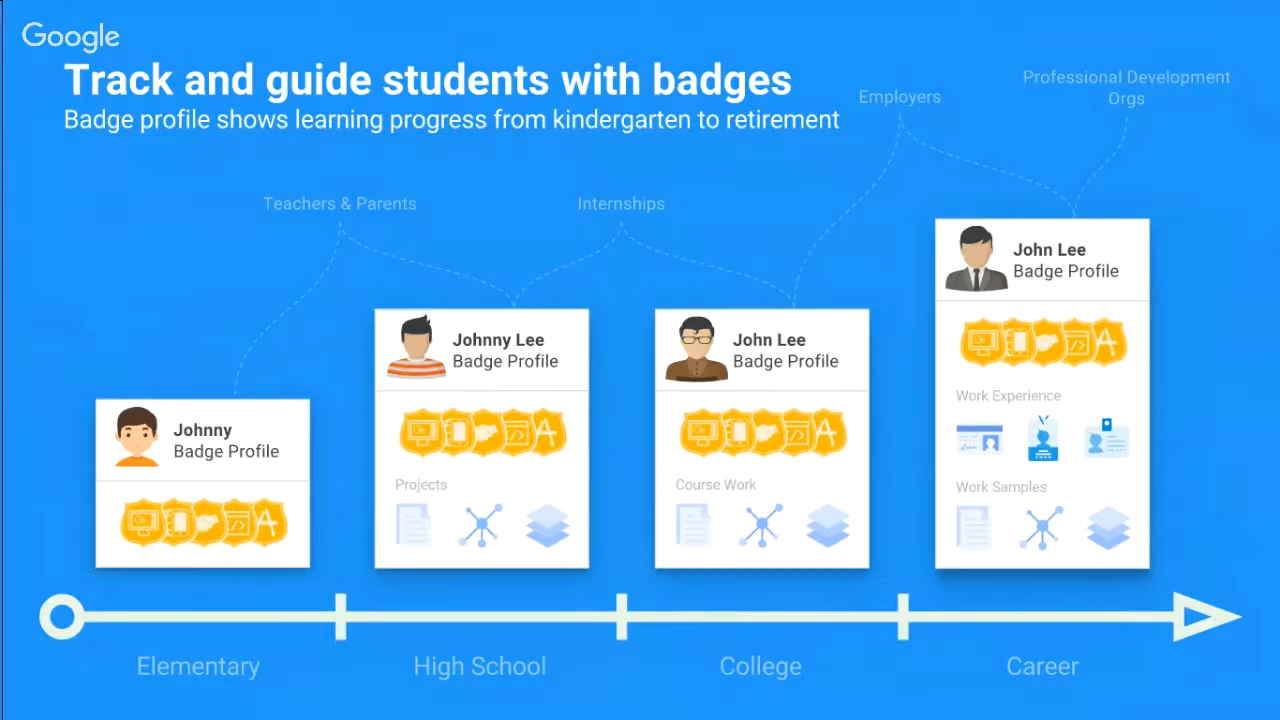 Google
Track and guide students with badges
Badge profile shows learning progress from kindergarten to retirement
Employers
Professional Development
Orgs
Teachers & Parents
Internships
Johnny
Badge Profile
Johnny Lee
Badge Profile
Projects
John Lee
Badge Profile
Course Work
John Lee
Badge Profile
Work Experience
Work Samples
Elementary
High School
College
Career